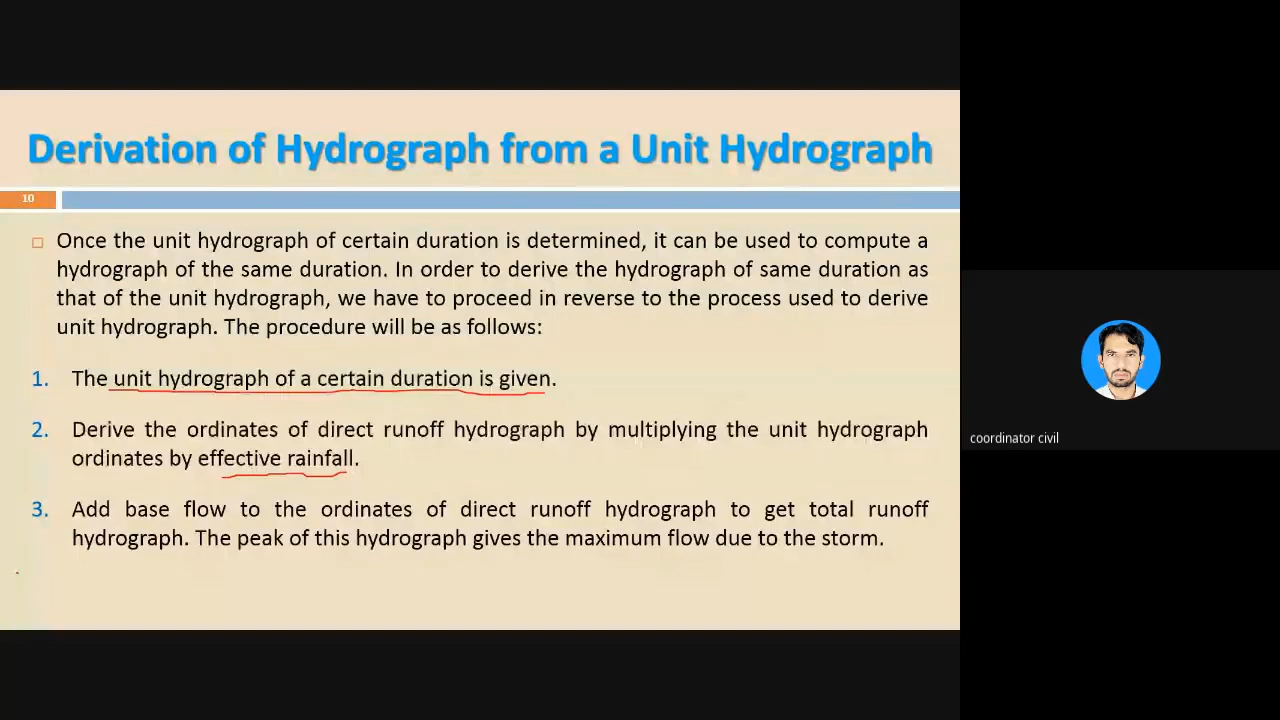 Derivation of Hydrograph from a Unit Hydrograph
10
Once the unit hydrograph of certain duration is determined, it can be used to compute a
hydrograph of the same duration. In order to derive the hydrograph of same duration as
that of the unit hydrograph, we have to proceed in reverse to the process used to derive
unit hydrograph. The procedure will be as follows:
1. The unit hydrograph of a certain duration is given.
2. Derive the ordinates of direct runoff hydrograph by multiplying the unit hydrograph
ordinates by effective rainfall.
3. Add base flow to the ordinates of direct runoff hydrograph to get total runoff
hydrograph. The peak of this hydrograph gives the maximum flow due to the storm.
coordinator civil